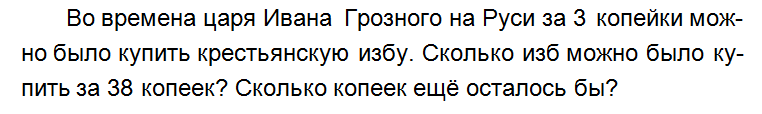 Во времена царя Ивана Грозного на Руси за 3 копейки мож-
но было купить крестьянскую избу. Сколько изб можно было ку-
пить за 38 копеек? Сколько копеек ещё осталось бы?